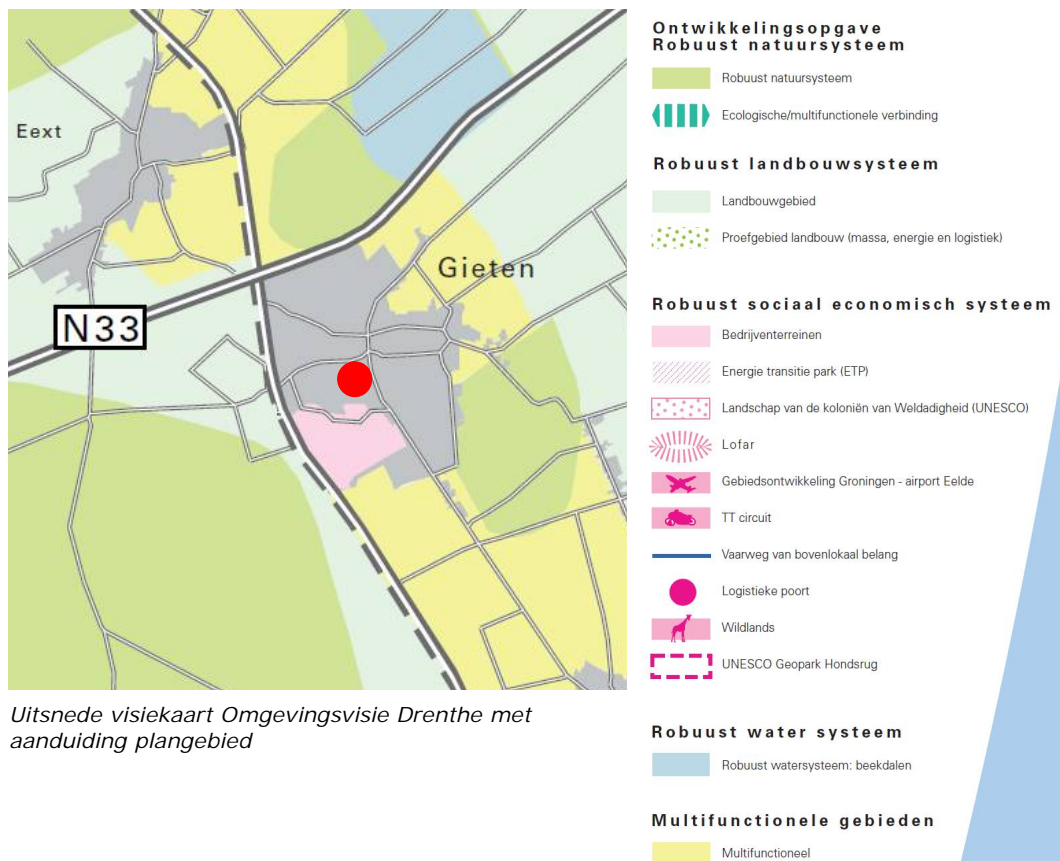 Eext
Gieten
N33
Uitsnede visiekaart Omgevingsvisie Drenthe met
aanduiding plangebied
Ontwikkelingsopgave
Robuust natuursysteem
Robuust natuursysteem
Ecologische/multifunctionele verbinding
Robuust landbouwsysteem
Landbouwgebied
Proefgebied landbouw (massa, energie en logistiek)
Robuust sociaal economisch systeem
Bedrijventerreinen
Energie transitie park (ETP)
Landschap van de koloniën van Weldadigheid (UNESCO)
Lofar
Gebiedsontwikkeling Groningen - airport Eelde
TT circuit
Vaarweg van bovenlokaal belang
Logistieke poort
Wildlands
UNESCO Geopark Hondsrug
Robuust water systeem
Robuust watersysteem: beekdalen
Multifunctionele gebieden
Multifunctioneel